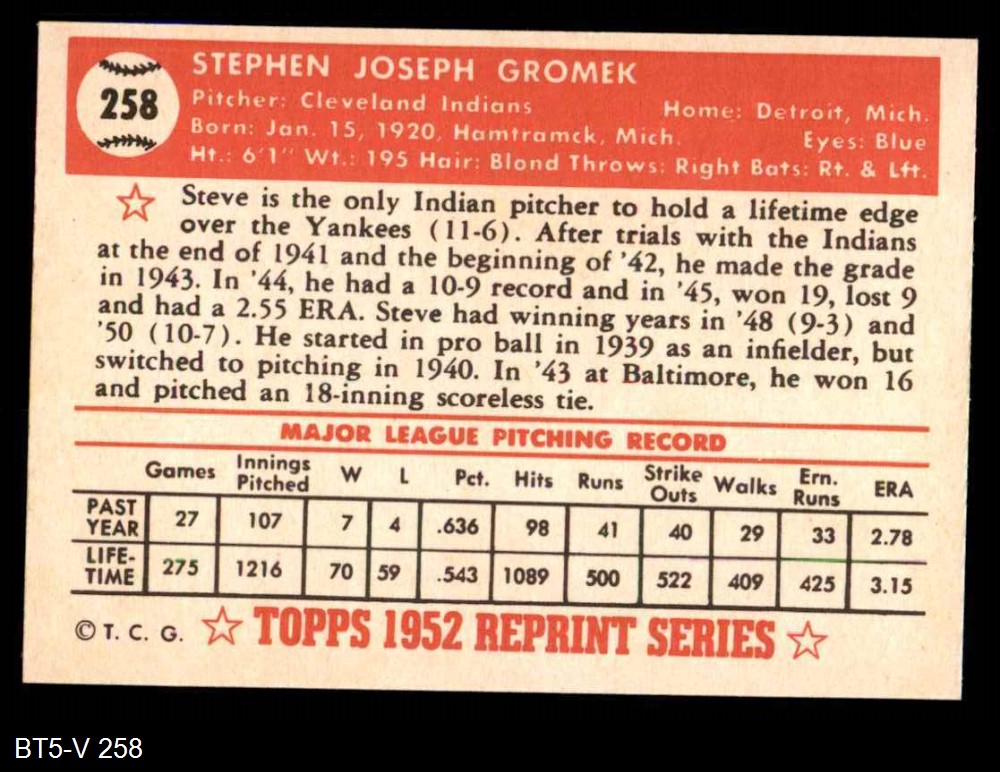 258
STEPHEN JOSEPH GROMEK
Pitcher: Cleveland Indians Home: Detroit, Mich.
Born: Jan. 15, 1920, Hamtramck, Mich. Eyes: Blue
Ht.: 6'1" Wt.: 195 Hair: Blond Throws: Right Bats: Rt. & Lft.
Steve is the only Indian pitcher to hold a lifetime edge
over the Yankees (11-6). After trials with the Indians
at the end of 1941 and the beginning of '42, he made the grade
in 1943. In '44, he had a 10-9 record and in '45, won 19, lost 9
and had a 2.55 ERA. Steve had winning years in '48 (9-3) and
'50 (10-7). He started in pro ball in 1939 as an infielder, but
switched to pitching in 1940. In '43 at Baltimore, he won 16
and pitched an 18-inning scoreless tie.
MAJOR LEAGUE PITCHING RECORD
Games Innings Pitched W L Pct. Hits Runs Strike Outs Walks Ern. Runs ERA
PAST YEAR 27 107 7 4 .636 98 41 40 29 33 2.78
LIFE-TIME 275 1216 70 59 .543 1089 500 522 409 425 3.15
© T. C. G. TOPPS 1952 REPRINT SERIES
BT5-V 258